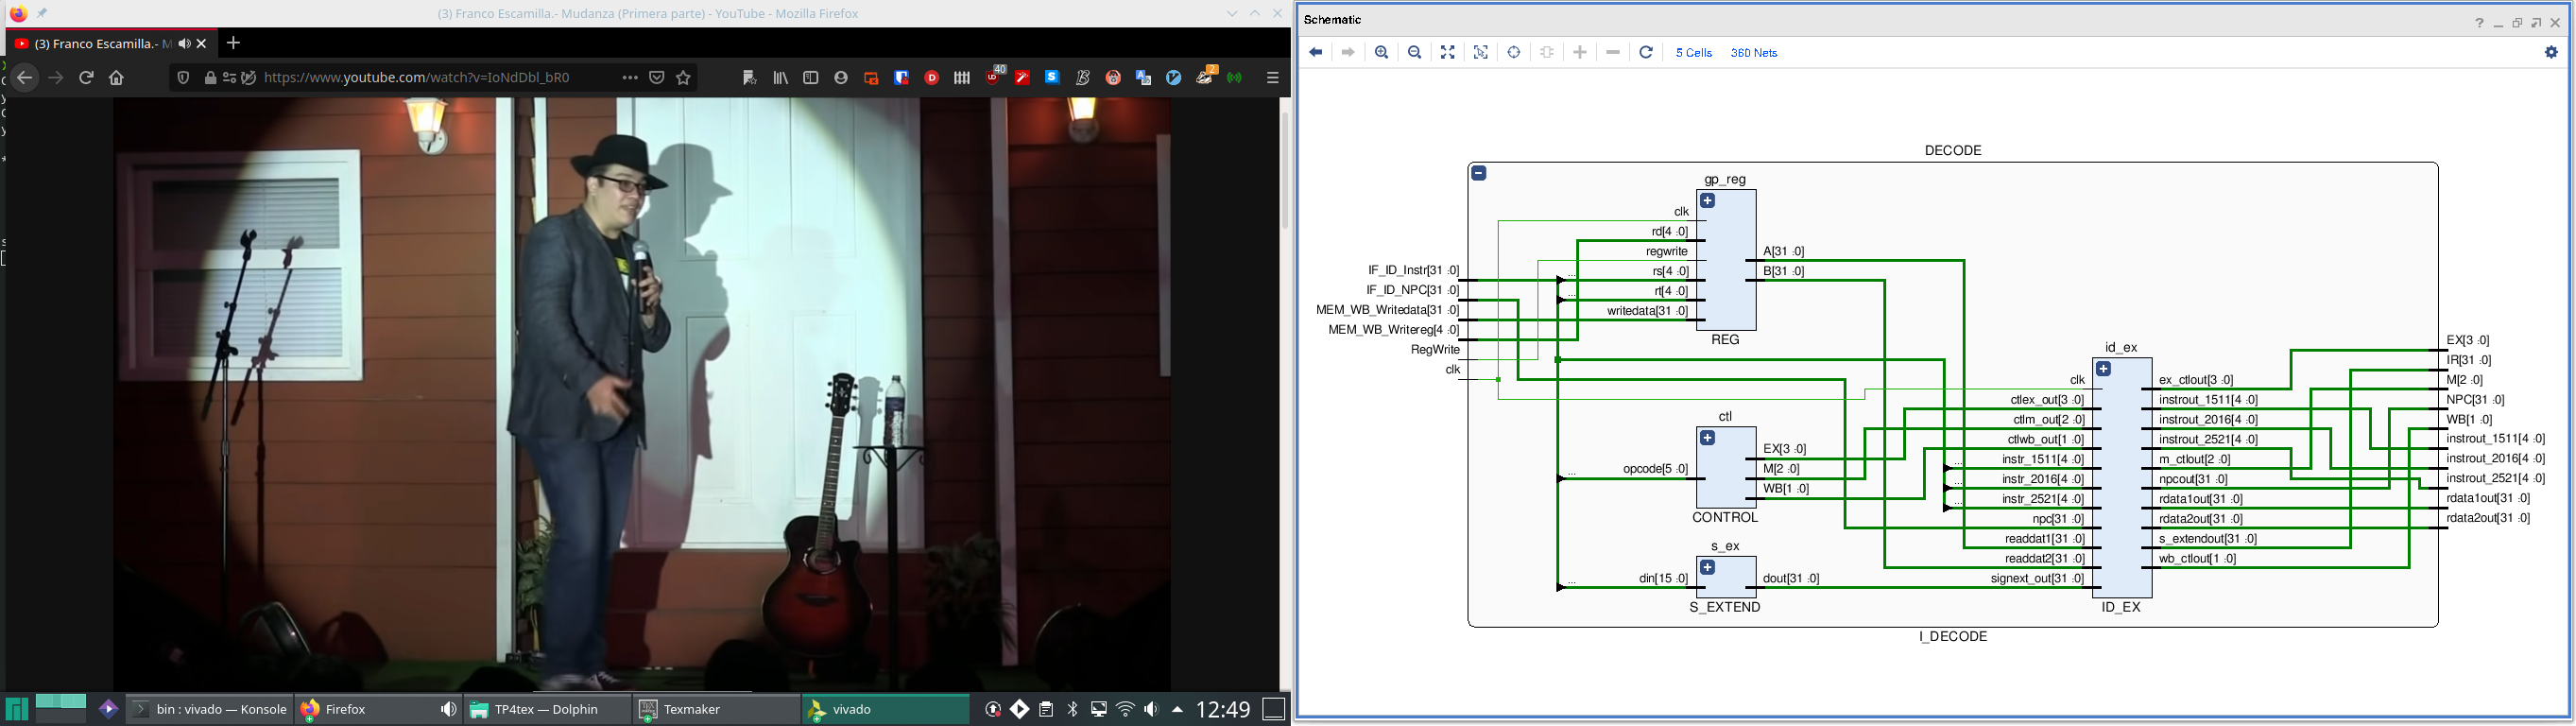 (3) Franco Escamilla.- Mudanza (Primera parte) - YouTube - Mozilla Firefox
(3) Franco Escamilla.- M
https://www.youtube.com/watch?v=IoNdDbl_bR0
40
2
bin : vivado — Konsole
Firefox
TP4tex — Dolphin
Texmaker
vivado
12:49
Schematic
5 Cells
360 Nets
DECODE
gp_reg
clk
rd[4 :0]
regwrite
rs[4 :0]
rt[4 :0]
writedata[31 :0]
A[31 :0]
B[31 :0]
REG
IF_ID_Instr[31 :0]
IF_ID_NPC[31 :0]
MEM_WB_Writedata[31 :0]
MEM_WB_Writereg[4 :0]
RegWrite
clk
ctl
opcode[5 :0]
EX[3 :0]
M[2 :0]
WB[1 :0]
CONTROL
s_ex
din[15 :0]
dout[31 :0]
S_EXTEND
id_ex
clk
ctlex_out[3 :0]
ctlm_out[2 :0]
ctlwb_out[1 :0]
instr_1511[4 :0]
instr_2016[4 :0]
instr_2521[4 :0]
npc[31 :0]
readdat1[31 :0]
readdat2[31 :0]
signext_out[31 :0]
ex_ctlout[3 :0]
instrout_1511[4 :0]
instrout_2016[4 :0]
instrout_2521[4 :0]
m_ctlout[2 :0]
npcout[31 :0]
rdata1out[31 :0]
rdata2out[31 :0]
s_extendout[31 :0]
wb_ctlout[1 :0]
ID_EX
EX[3 :0]
IR[31 :0]
M[2 :0]
NPC[31 :0]
WB[1 :0]
instrout_1511[4 :0]
instrout_2016[4 :0]
instrout_2521[4 :0]
rdata1out[31 :0]
rdata2out[31 :0]
I_DECODE